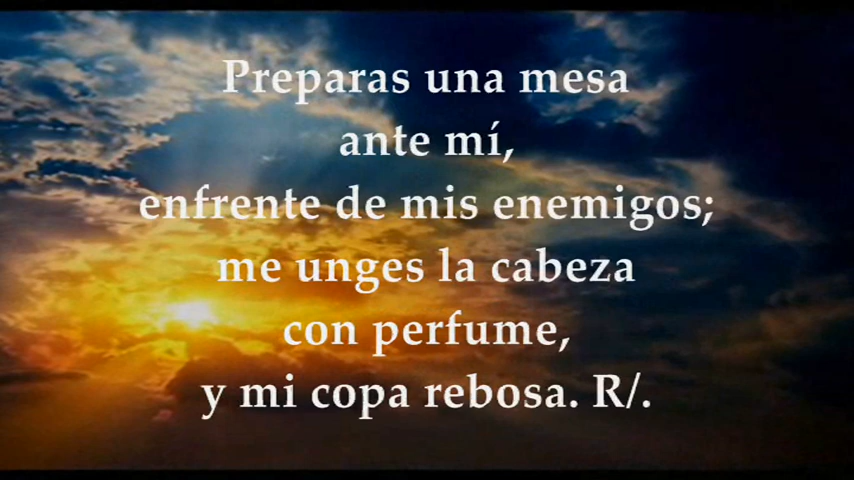 Preparas una mesa
ante mí,
enfrente de mis enemigos;
me unges la cabeza
con perfume,
y mi copa rebosa. R/.